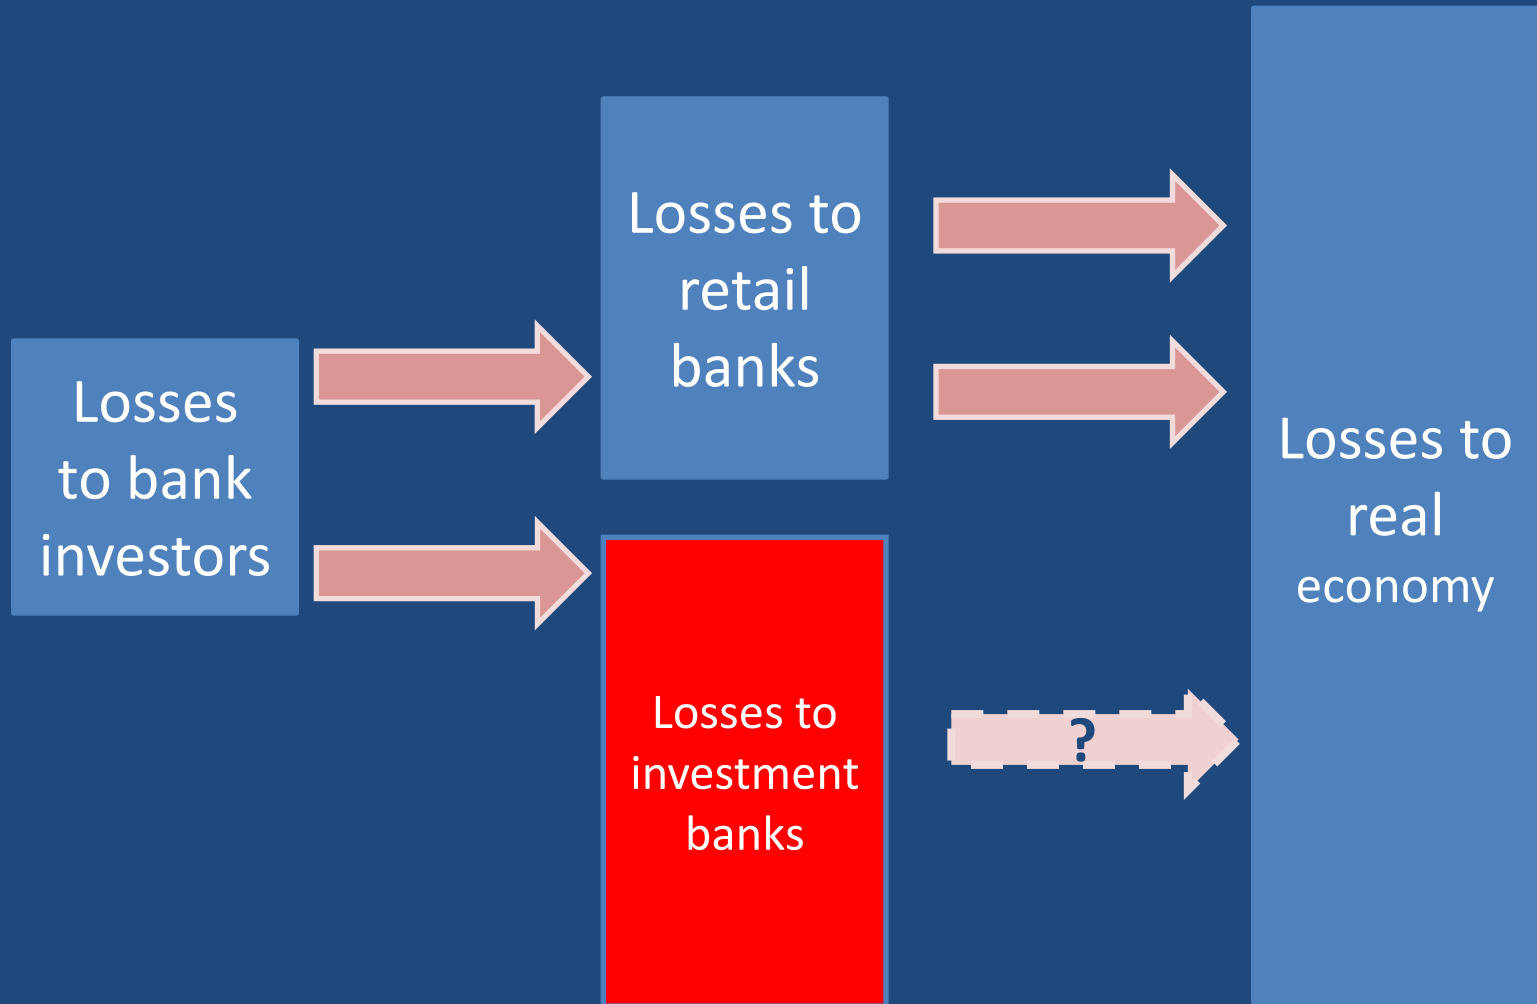 Losses
to bank
investors
Losses to
retail
banks
Losses to
investment
banks
?
Losses to
real
economy